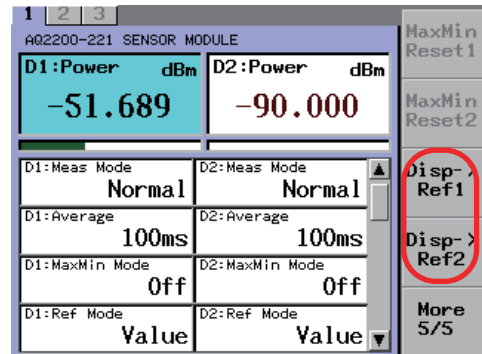 1 2 3
AQ2200-221 SENSOR MODULE
D1:Power dBm
-51.689
D2:Power dBm
-90.000
D1:Meas Mode
Normal
D2:Meas Mode
Normal
D1:Average
100ms
D2:Average
100ms
D1:MaxMin Mode
Off
D2:MaxMin Mode
Off
D1:Ref Mode
Value
D2:Ref Mode
Value
MaxMin
Reset1
MaxMin
Reset2
Disp->
Ref1
Disp->
Ref2
More
5/5